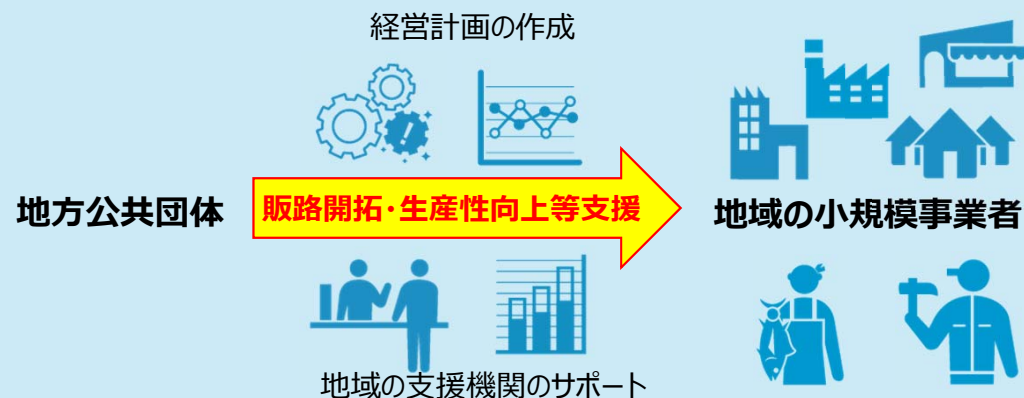 経営計画の作成
地方公共団体
販路開拓・生産性向上等支援
地域の小規模事業者
地域の支援機関のサポート